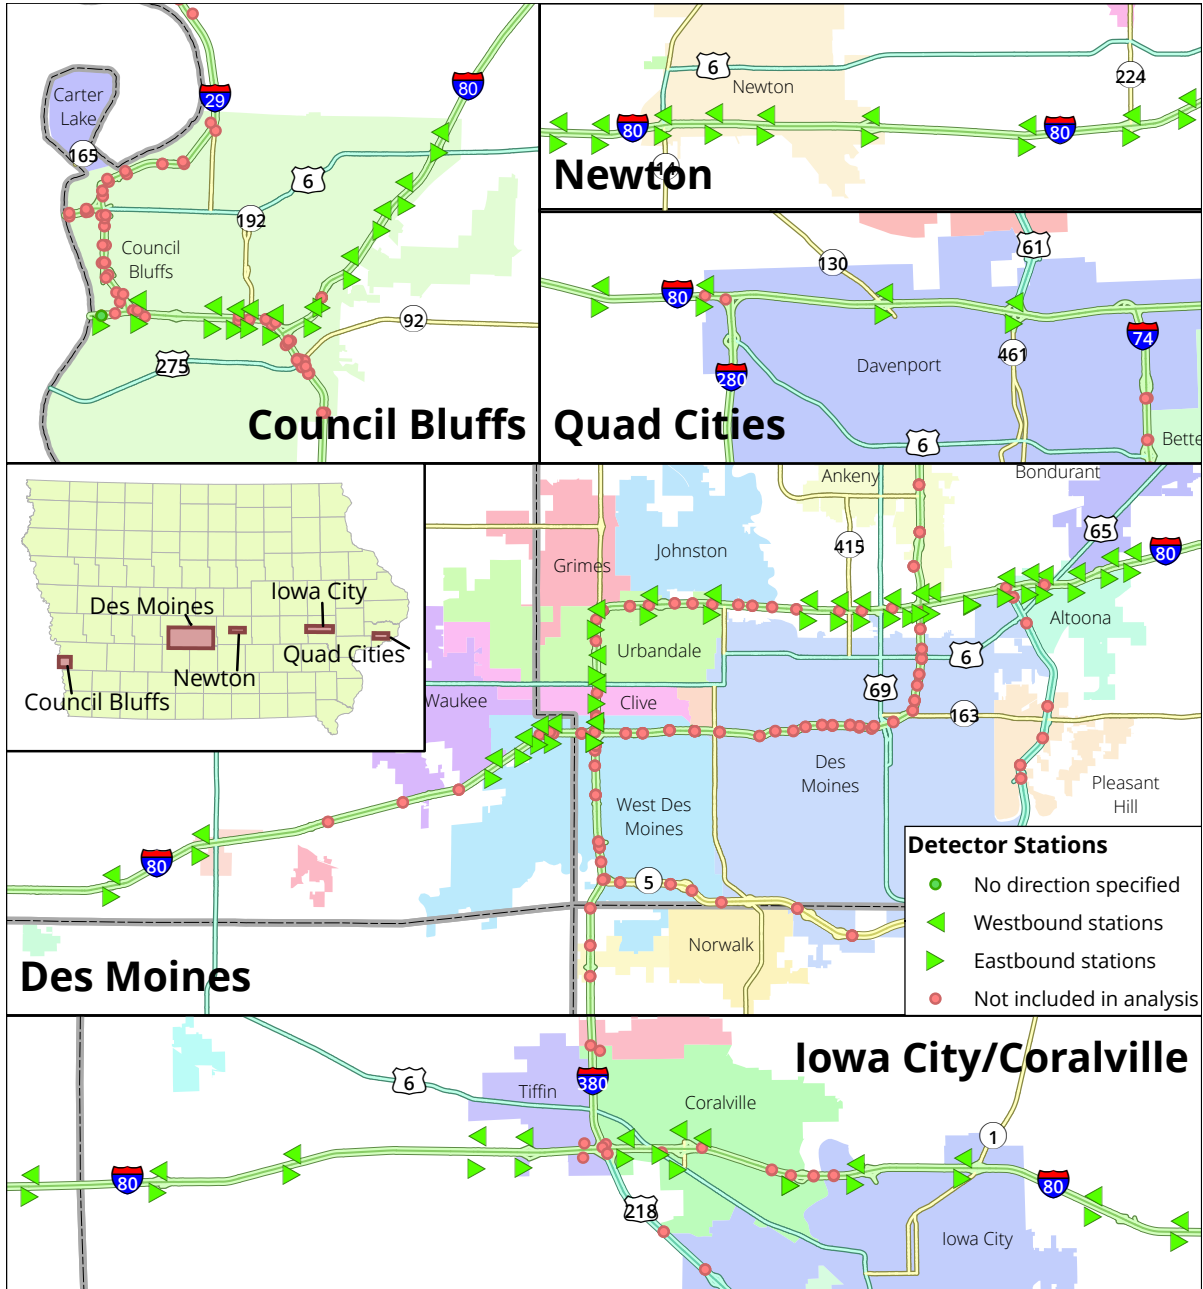 Carter
Lake
165
29
80
6
192
Council
Bluffs
92
275
Council Bluffs
6
Newton
224
80
80
14
Newton
61
130
80
Davenport
461
74
280
6
Bette
Quad Cities
Iowa City
Des Moines
Quad Cities
Newton
Council Bluffs
Ankeny
Bondurant
65
415
80
Johnston
Grimes
Altoona
Urbandale
6
69
Waukee
Clive
163
Des
Moines
Pleasant
Hill
West Des
Moines
80
5
Norwalk
Des Moines
Detector Stations
No direction specified
Westbound stations
Eastbound stations
Not included in analysis
Iowa City/Coralville
6
380
Tiffin
Coralville
1
80
80
218
Iowa City